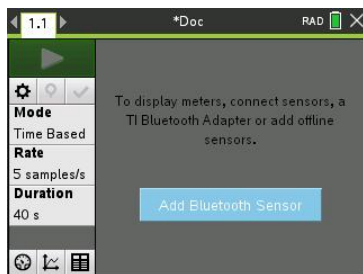 1.1 *Doc RAD
Mode
Time Based
Rate
5 samples/s
Duration
40 s
To display meters, connect sensors, a
TI Bluetooth Adapter or add offline
sensors.
Add Bluetooth Sensor